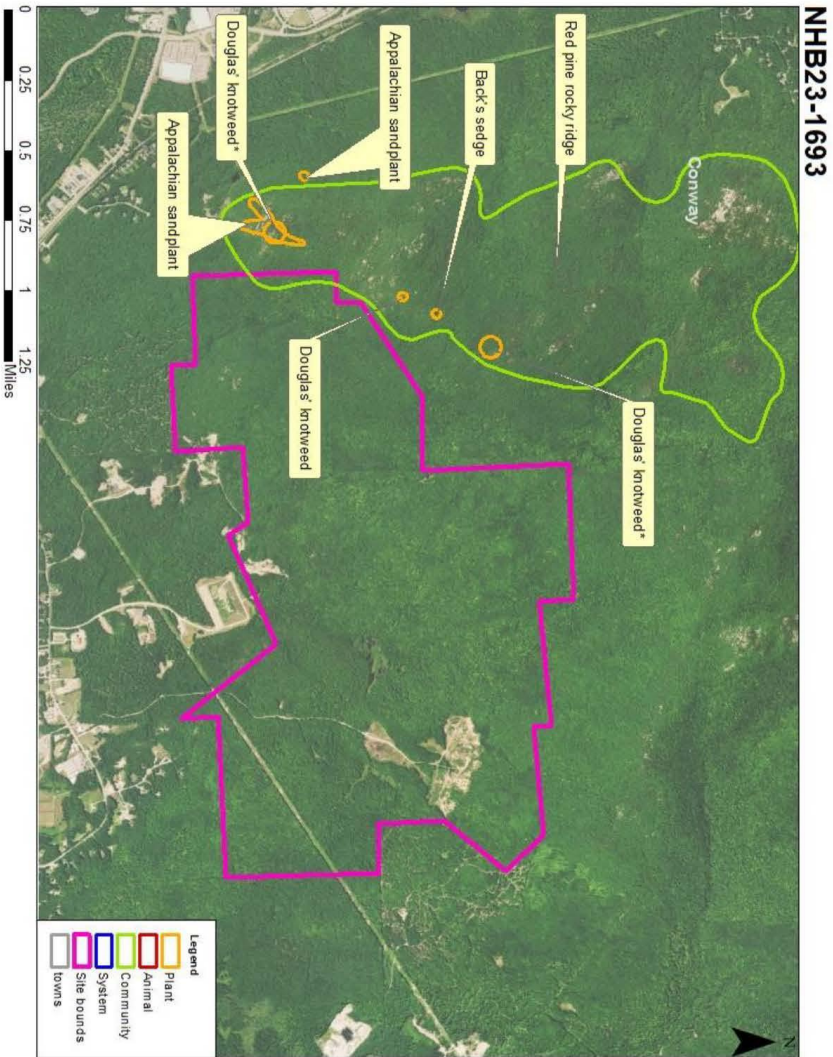 NHB23-1693
Conway
Red pine rocky ridge
Back's sedge
Appalachian sandplant
Douglas' knotweed*
Appalachian sandplant
Douglas' knotweed
Douglas' knotweed*
N
Legend
Plant
Animal
Community
System
Site bounds
towns
0 0.25 0.5 0.75 1 1.25
Miles